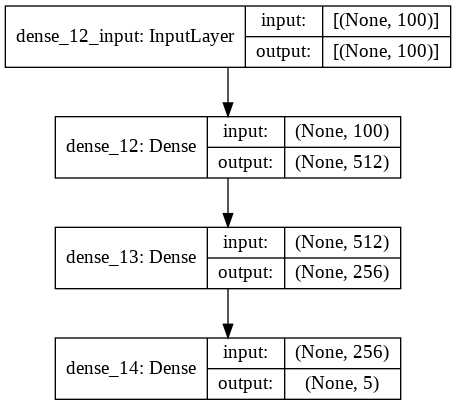 dense_12_input: InputLayer
input: [(None, 100)]
output: [(None, 100)]
dense_12: Dense
input: (None, 100)
output: (None, 512)
dense_13: Dense
input: (None, 512)
output: (None, 256)
dense_14: Dense
input: (None, 256)
output: (None, 5)